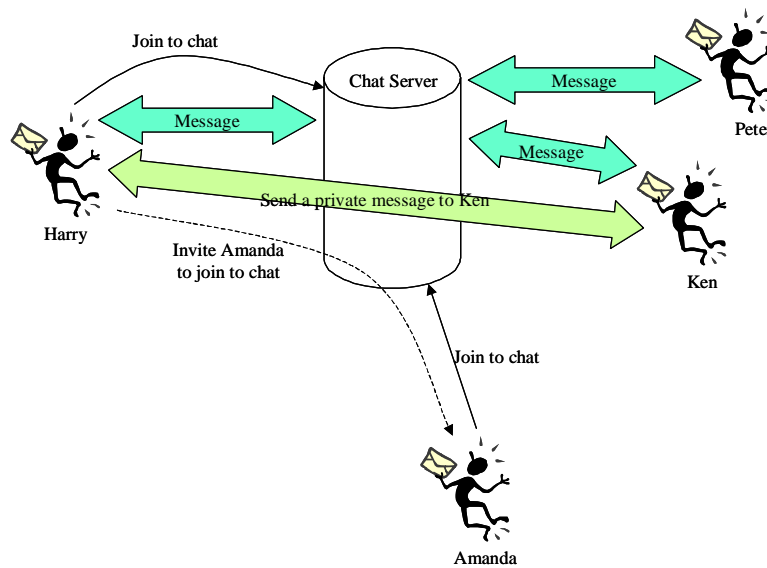 Join to chat
Chat Server
Message
Pete
Message
Message
Send a private message to Ken
Harry
Invite Amanda
to join to chat
Ken
Join to chat
Amanda